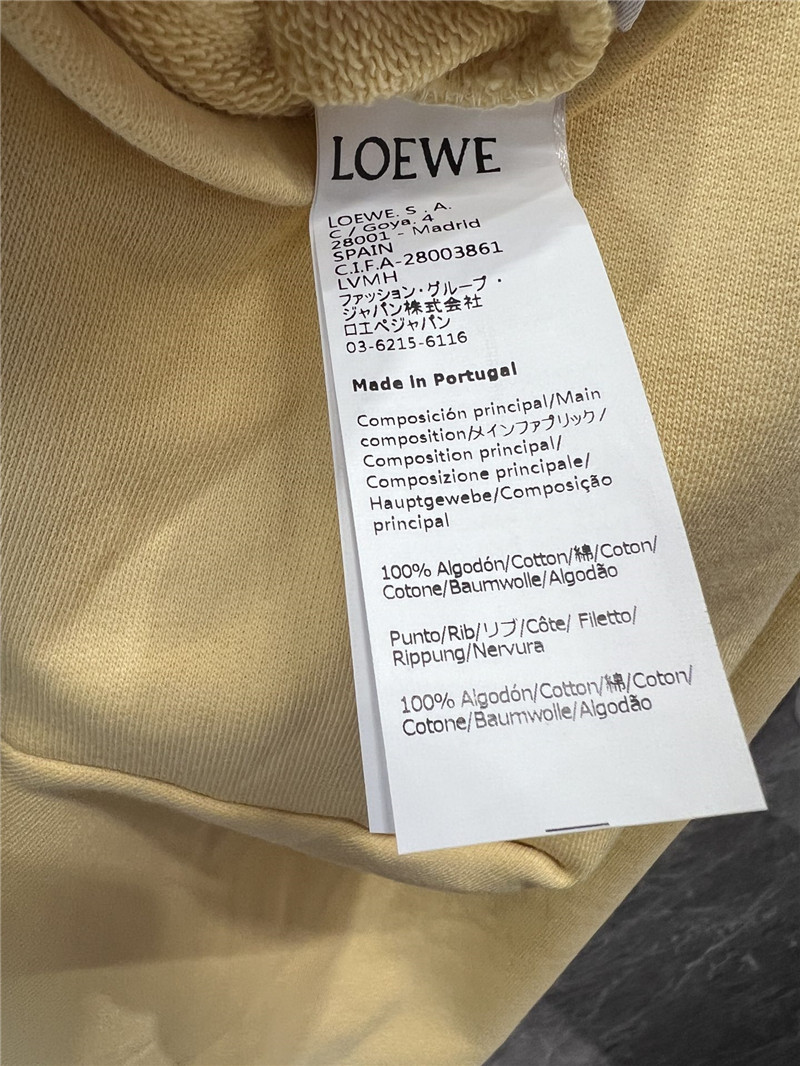 LOEWE
LOEWE. S . A.
C / Goya. 4
28001 - Madrid
SPAIN
C.I.F.A-28003861
LVMH
ファッション・グループ・
ジャパン株式会社
ロエベジャパン
03-6215-6116
Made in Portugal
Composición principal/Main
composition/メインファブリック/
Composition principal/
Composizione principale/
Hauptgewebe/Composição
principal
100% Algodón/Cotton/綿/Coton/
Cotone/Baumwolle/Algodão
Punto/Rib/リブ/Côte/ Filetto/
Rippung/Nervura
100% Algodón/Cotton/綿/Coton/
Cotone/Baumwolle/Algodão